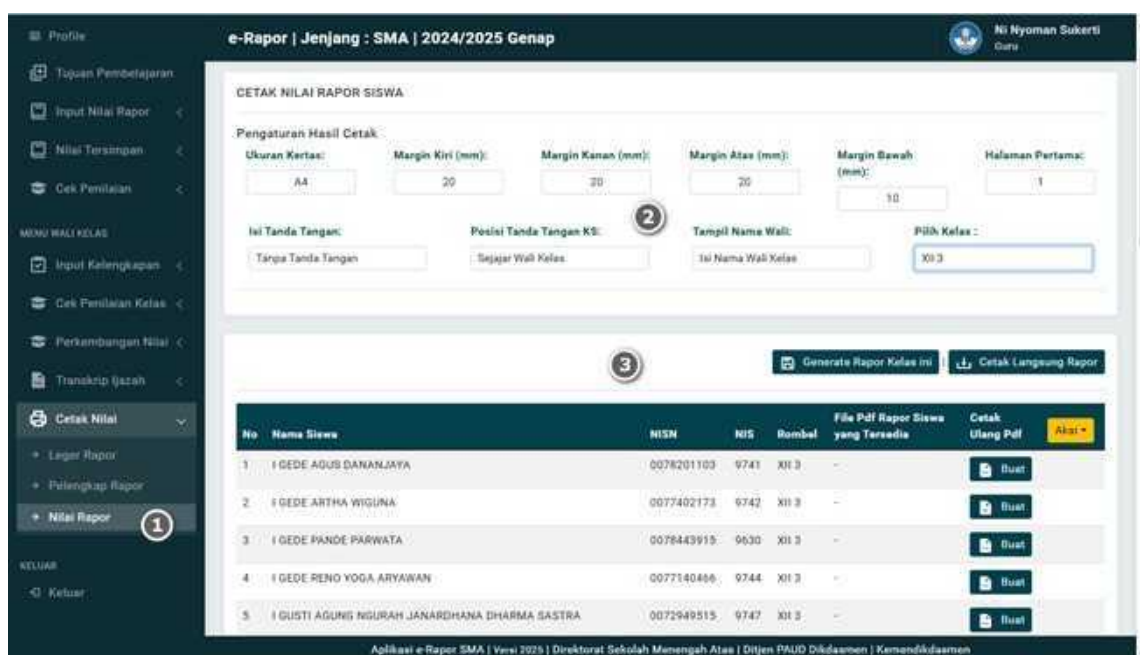 Profile
Tujuan Pembelajaran
Input Nilai Rapor
Nilai Tersimpan
Cek Penilaian
MENU WALI KELAS
Input Kelengkapan
Cek Penilaian Kelas
Perkembangan Nilai
Transkrip Ijazah
Cetak Nilai
Leger Rapor
Pelengkap Rapor
Nilai Rapor
1
KELUAR
Keluar
e-Rapor | Jenjang : SMA | 2024/2025 Genap
Ni Nyoman Sukerti
Guru
CETAK NILAI RAPOR SISWA
Pengaturan Hasil Cetak
Ukuran Kertas: Margin Kiri (mm): Margin Kanan (mm): Margin Atas (mm): Margin Bawah (mm): Halaman Pertama:
A4 20 20 20 10 1
2
Isi Tanda Tangan: Posisi Tanda Tangan KS: Tampil Nama Wali: Pilih Kelas :
Tanpa Tanda Tangan Sejajar Wali Kelas Isi Nama Wali Kelas XII 3
3
Generate Rapor Kelas ini | Cetak Langsung Rapor
No Nama Siswa NISN NIS Rombel File Pdf Rapor Siswa yang Tersedia Cetak Ulang Pdf Aksi
1 I GEDE AGUS DANANJAYA 0078201103 9741 XII 3 - Buat
2 I GEDE ARTHA WIGUNA 0077402173 9742 XII 3 - Buat
3 I GEDE PANDE PARWATA 0078443915 9630 XII 3 - Buat
4 I GEDE RENO YOGA ARYAWAN 0077140466 9744 XII 3 - Buat
5 I GUSTI AGUNG NGURAH JANARDHANA DHARMA SASTRA 0072949515 9747 XII 3 - Buat
Aplikasi e-Rapor SMA | Versi 2025 | Direktorat Sekolah Menengah Atas | Ditjen PAUD Dikdasmen | Kemendikdasmen